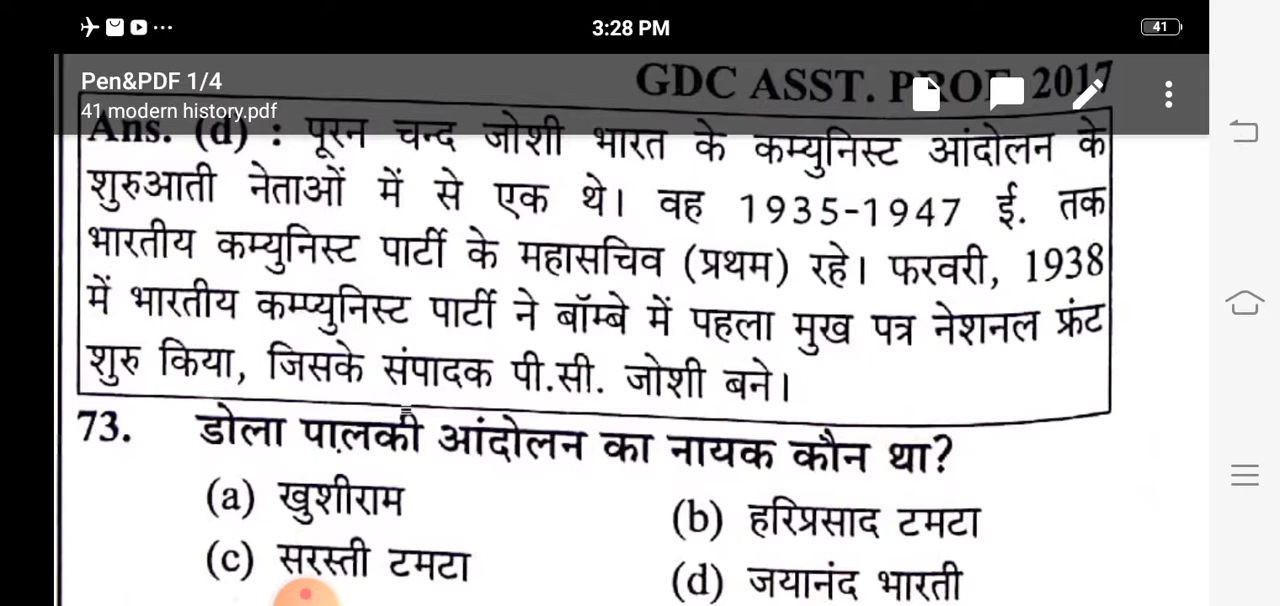 3:28 PM
41
Pen&PDF 1/4
GDC ASST. PROF. 2017
41 modern history.pdf
Ans. (d) : पूरन चन्द जोशी भारत के कम्युनिस्ट आंदोलन के
शुरुआती नेताओं में से एक थे। वह 1935-1947 ई. तक
भारतीय कम्युनिस्ट पार्टी के महासचिव (प्रथम) रहे। फरवरी, 1938
में भारतीय कम्प्युनिस्ट पार्टी ने बॉम्बे में पहला मुख पत्र नेशनल फ्रंट
शुरु किया, जिसके संपादक पी.सी. जोशी बने।
73. डोला पाल़की आंदोलन का नायक कौन था?
(a) खुशीराम
(b) हरिप्रसाद टमटा
(c) सरस्ती टमटा
(d) जयानंद भारती